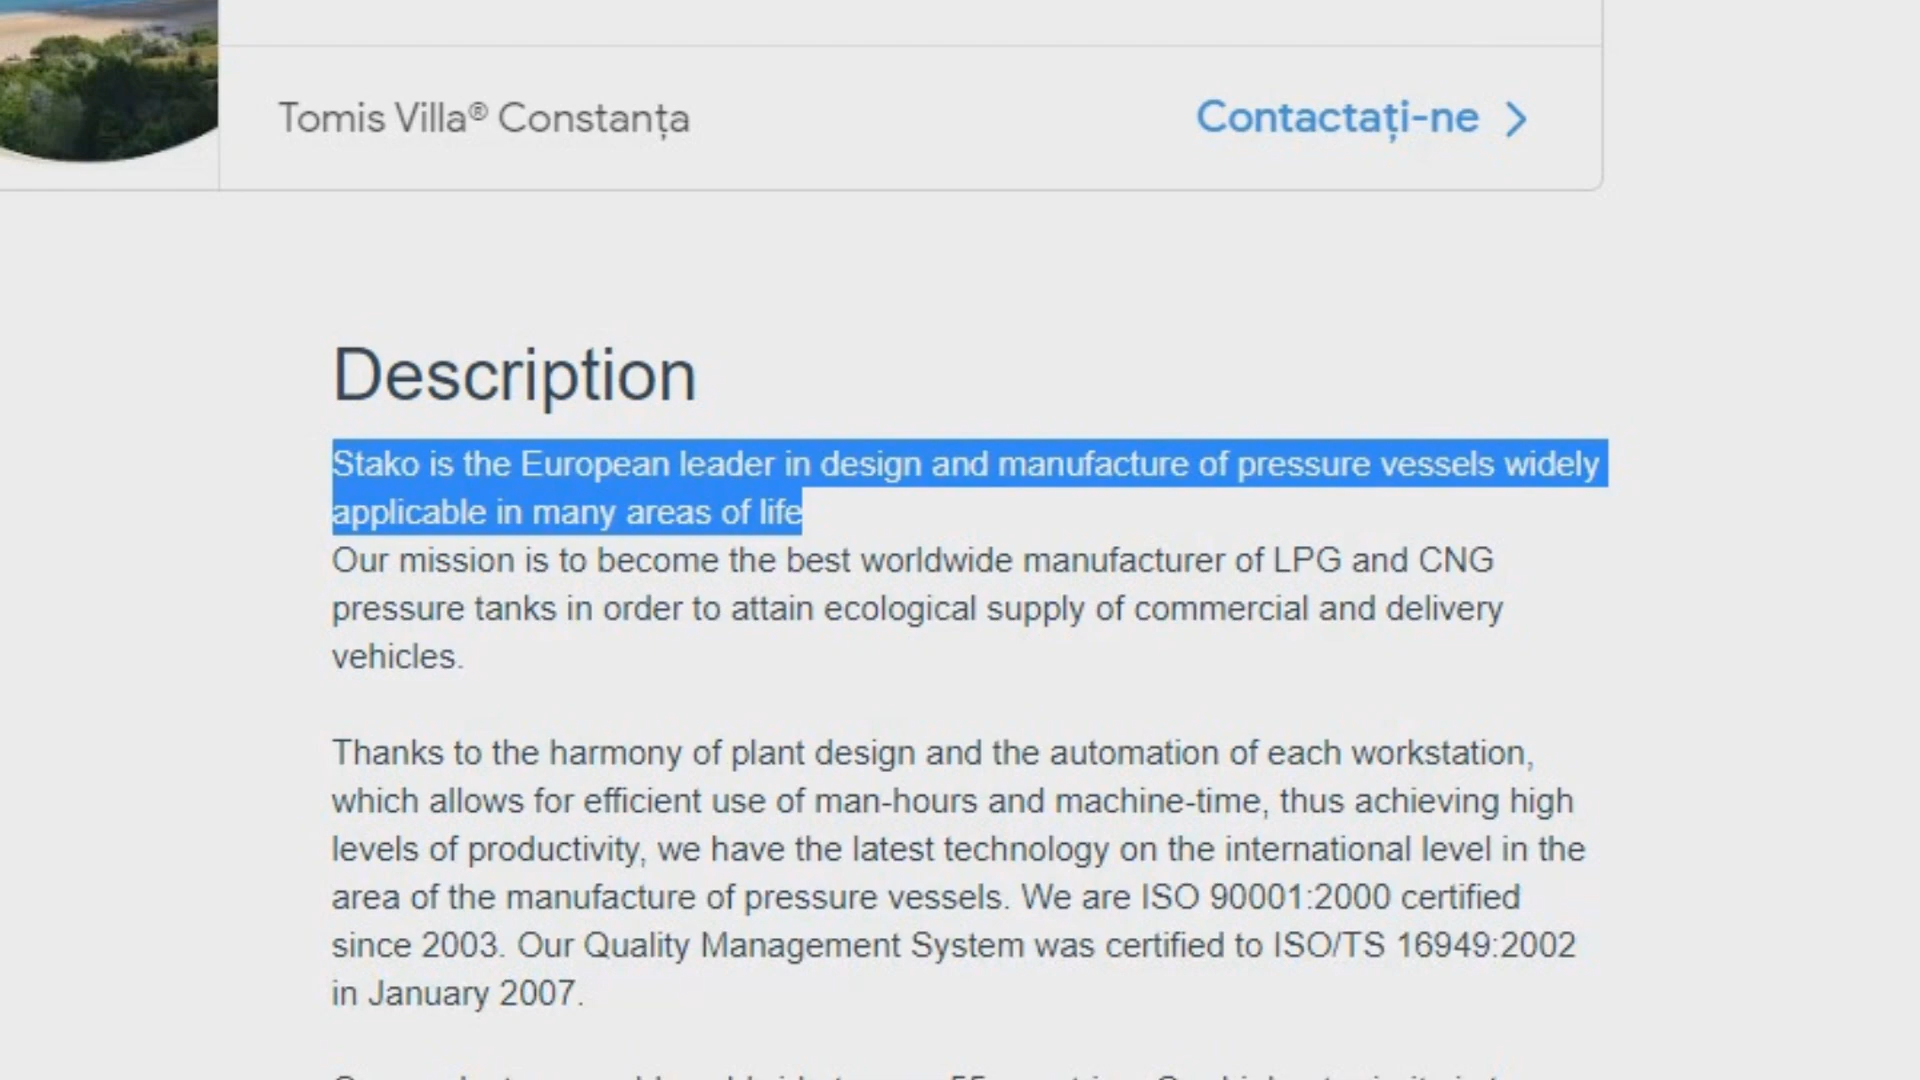 Tomis Villa® Constanța
Contactați-ne
Description
Stako is the European leader in design and manufacture of pressure vessels widely
applicable in many areas of life
Our mission is to become the best worldwide manufacturer of LPG and CNG
pressure tanks in order to attain ecological supply of commercial and delivery
vehicles.
Thanks to the harmony of plant design and the automation of each workstation,
which allows for efficient use of man-hours and machine-time, thus achieving high
levels of productivity, we have the latest technology on the international level in the
area of the manufacture of pressure vessels. We are ISO 90001:2000 certified
since 2003. Our Quality Management System was certified to ISO/TS 16949:2002
in January 2007.